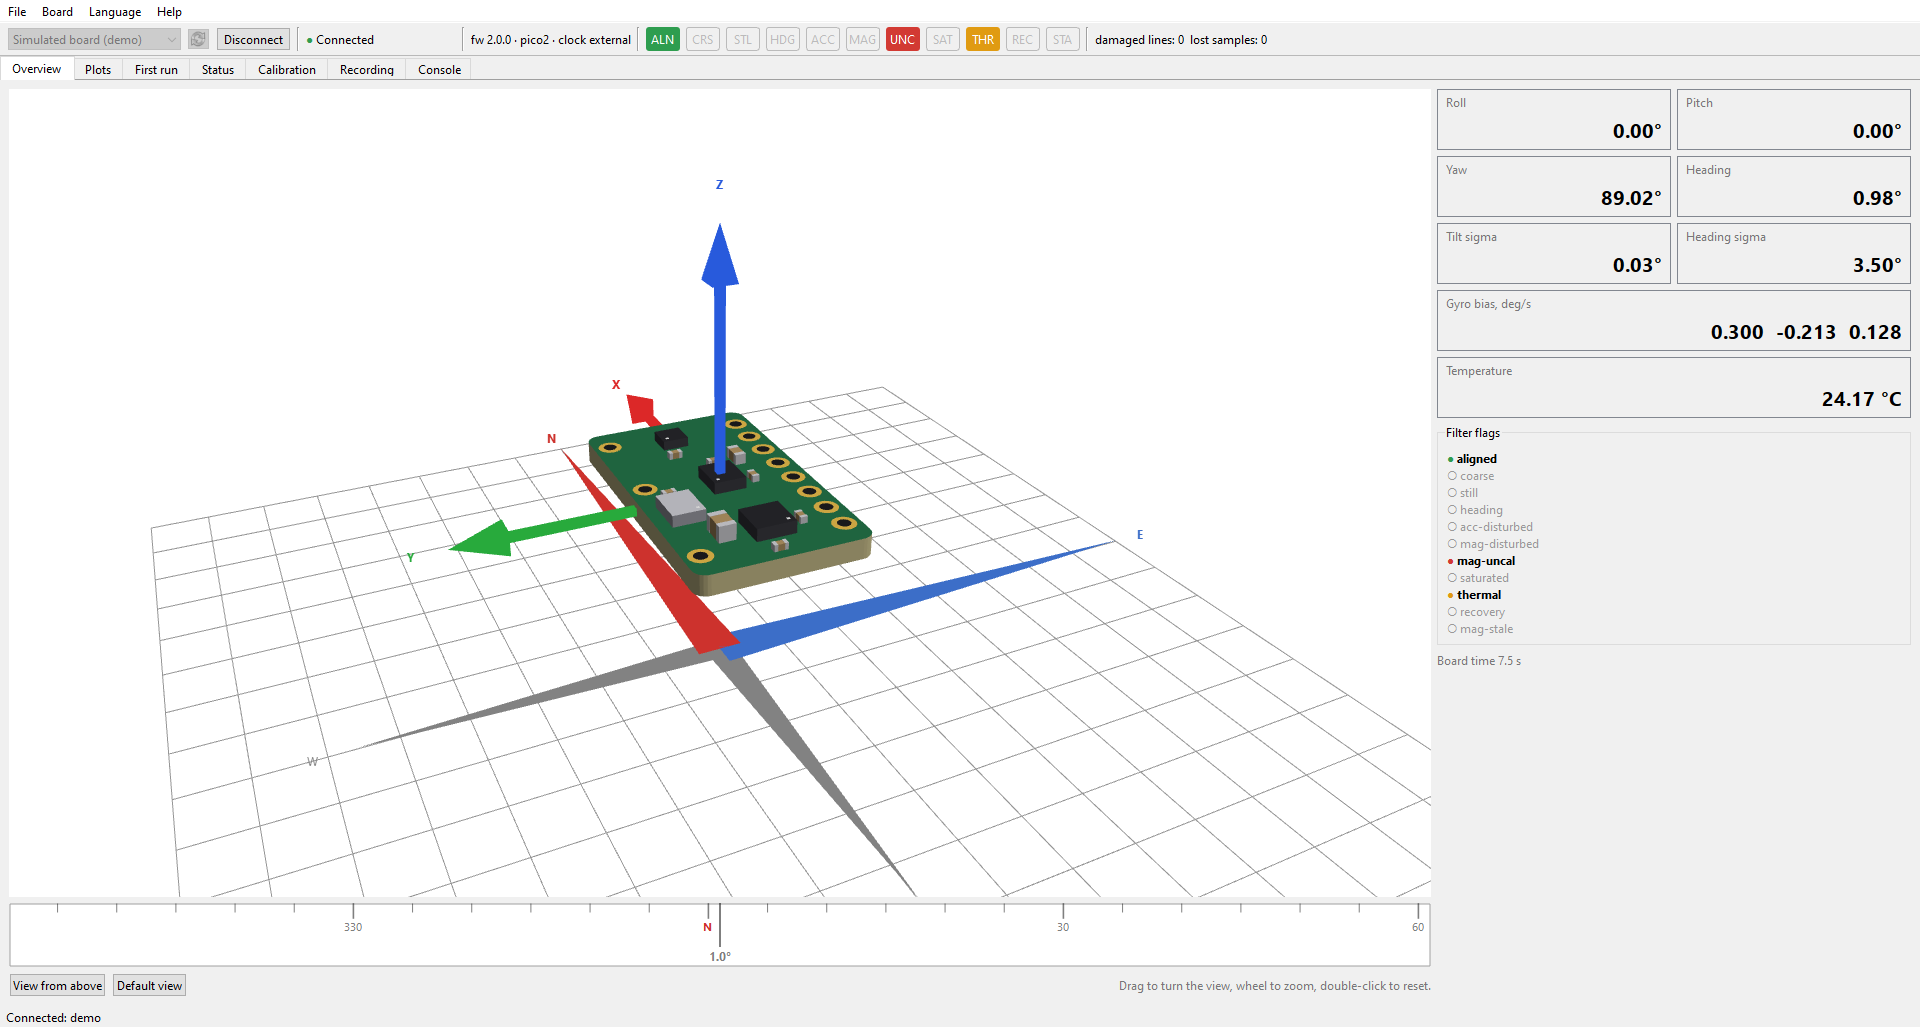 File Board Language Help
Simulated board (demo) Disconnect ● Connected fw 2.0.0 · pico2 · clock external ALN CRS STL HDG ACC MAG UNC SAT THR REC STA damaged lines: 0 lost samples: 0
Overview Plots First run Status Calibration Recording Console
Roll
0.00°
Pitch
0.00°
Yaw
89.02°
Heading
0.98°
Tilt sigma
0.03°
Heading sigma
3.50°
Gyro bias, deg/s
0.300 -0.213 0.128
Temperature
24.17 °C
Filter flags
aligned
coarse
still
heading
acc-disturbed
mag-disturbed
mag-uncal
saturated
thermal
recovery
mag-stale
Board time 7.5 s
Z
X
N
E
Y
W
330 N 30 60
1.0°
View from above Default view Drag to turn the view, wheel to zoom, double-click to reset.
Connected: demo